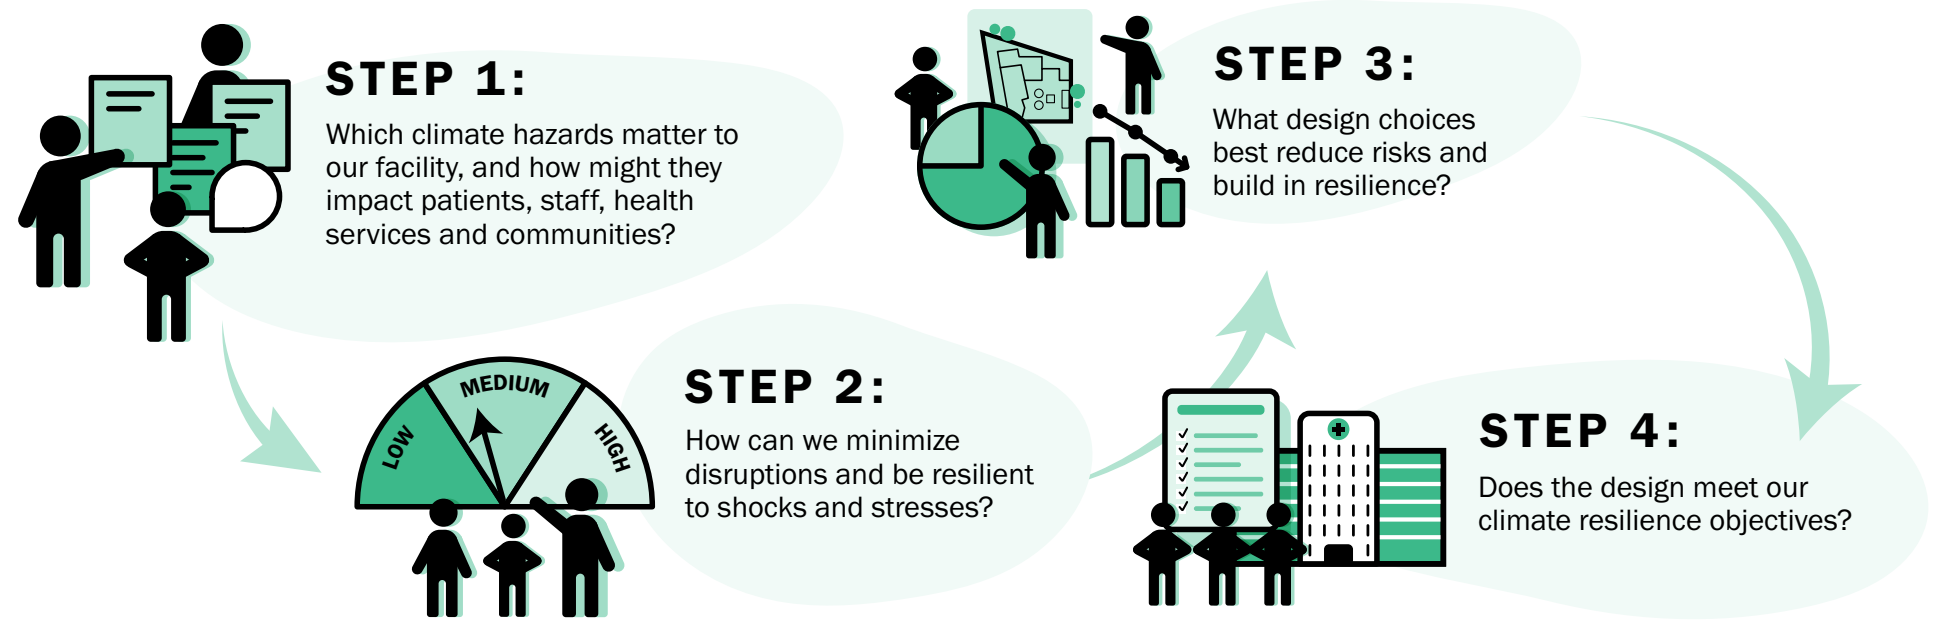 STEP 1:
Which climate hazards matter to
our facility, and how might they
impact patients, staff, health
services and communities?
LOW
MEDIUM
HIGH
STEP 2:
How can we minimize
disruptions and be resilient
to shocks and stresses?
STEP 3:
What design choices
best reduce risks and
build in resilience?
STEP 4:
Does the design meet our
climate resilience objectives?